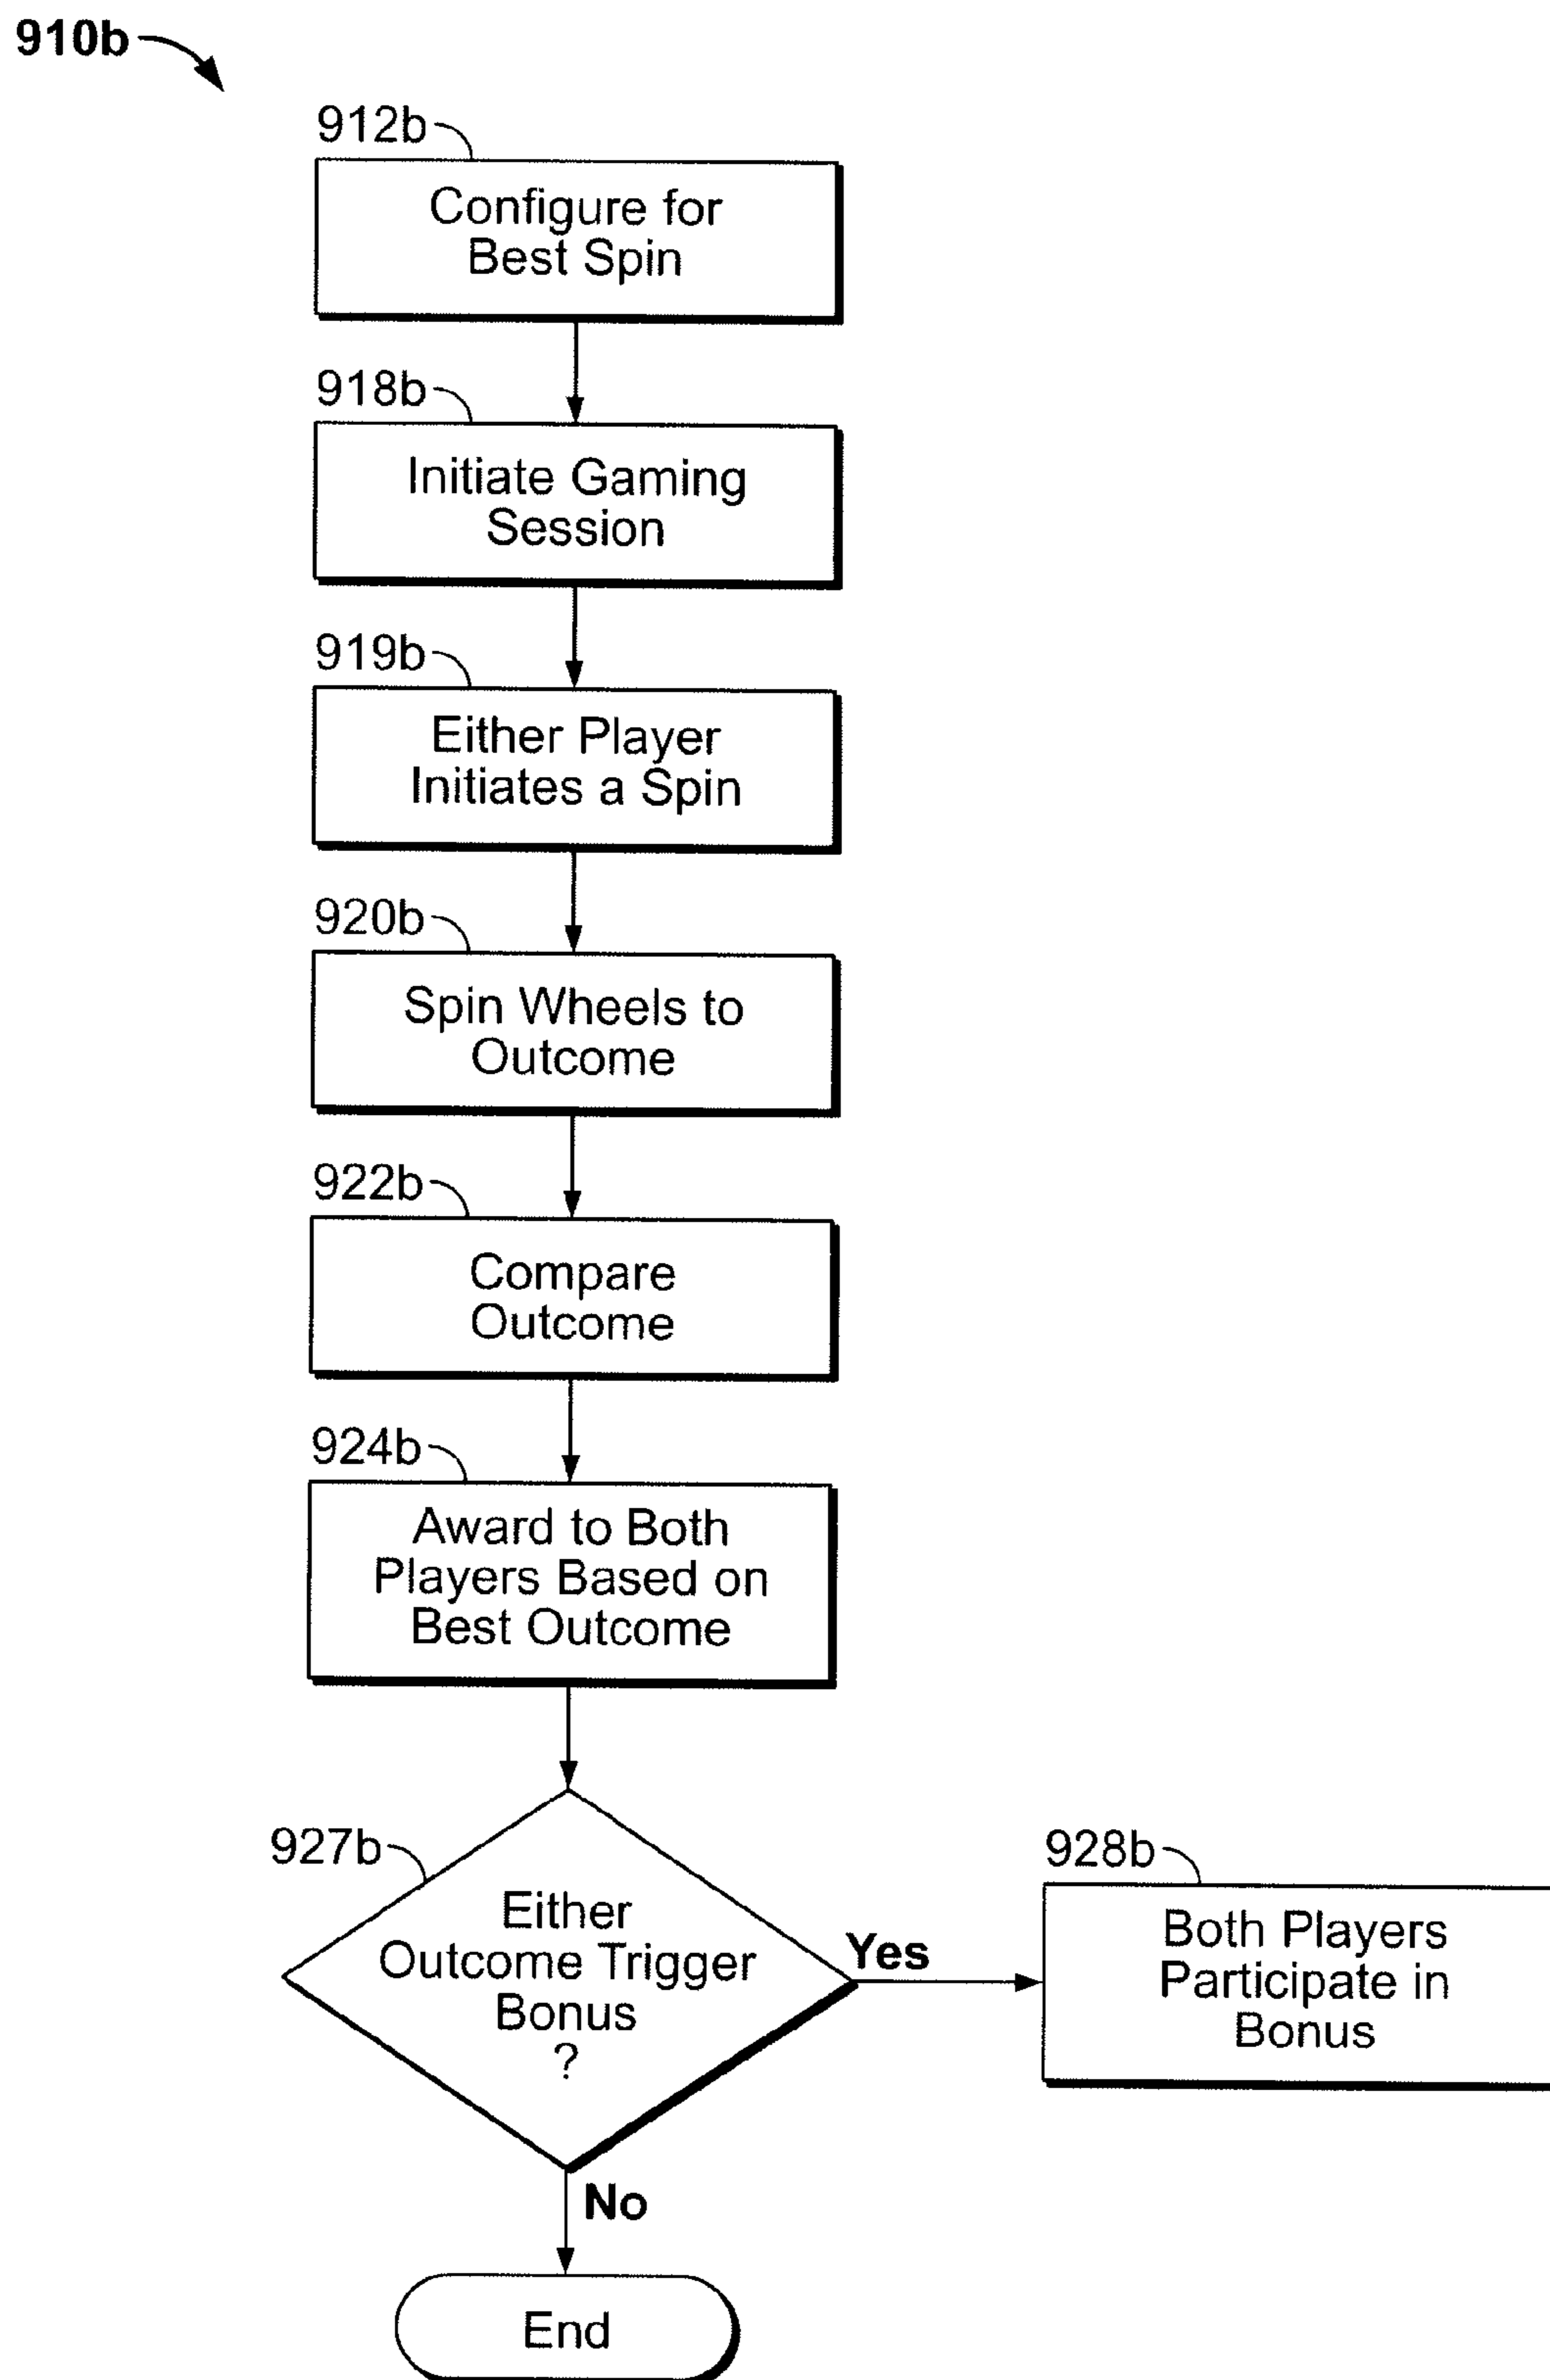 910b
912b
Configure for
Best Spin
918b
Initiate Gaming
Session
919b
Either Player
Initiates a Spin
920b
Spin Wheels to
Outcome
922b
Compare
Outcome
924b
Award to Both
Players Based on
Best Outcome
927b
Either
Outcome Trigger
Bonus
?
Yes
928b
Both Players
Participate in
Bonus
No
End